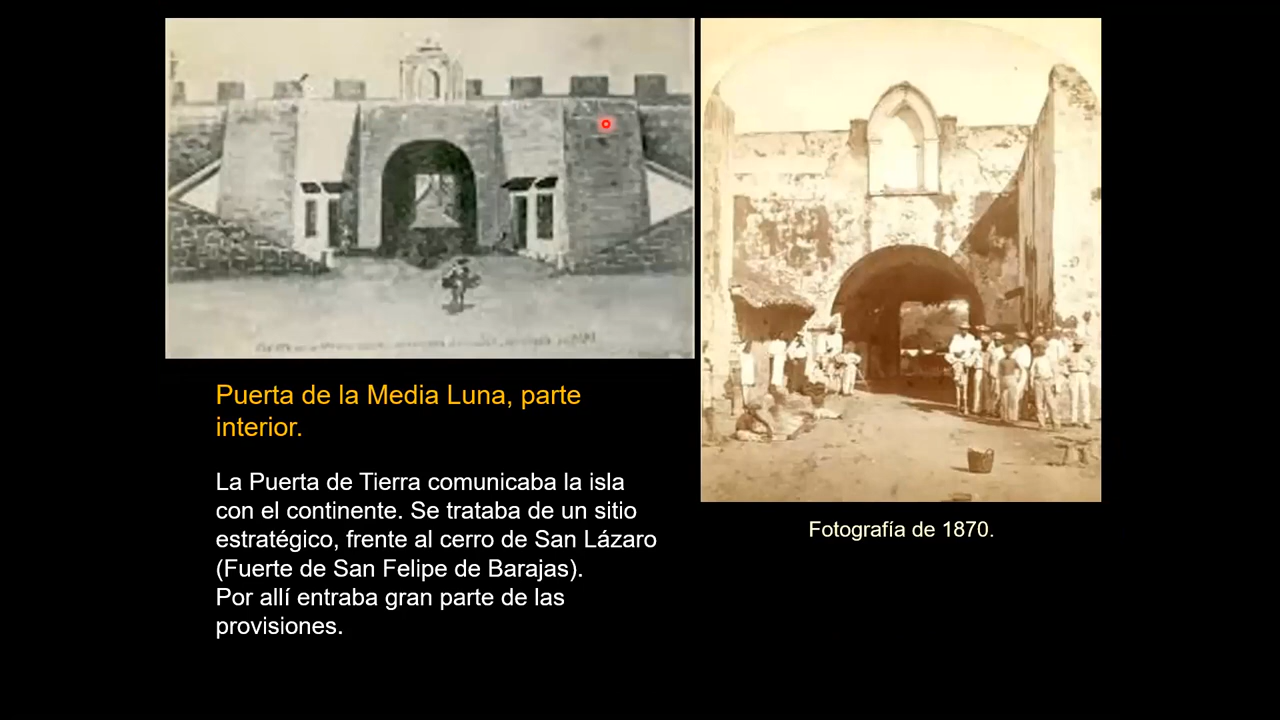 Puerta de la Media Luna, parte
interior.
La Puerta de Tierra comunicaba la isla
con el continente. Se trataba de un sitio
estratégico, frente al cerro de San Lázaro
(Fuerte de San Felipe de Barajas).
Por allí entraba gran parte de las
provisiones.
Fotografía de 1870.